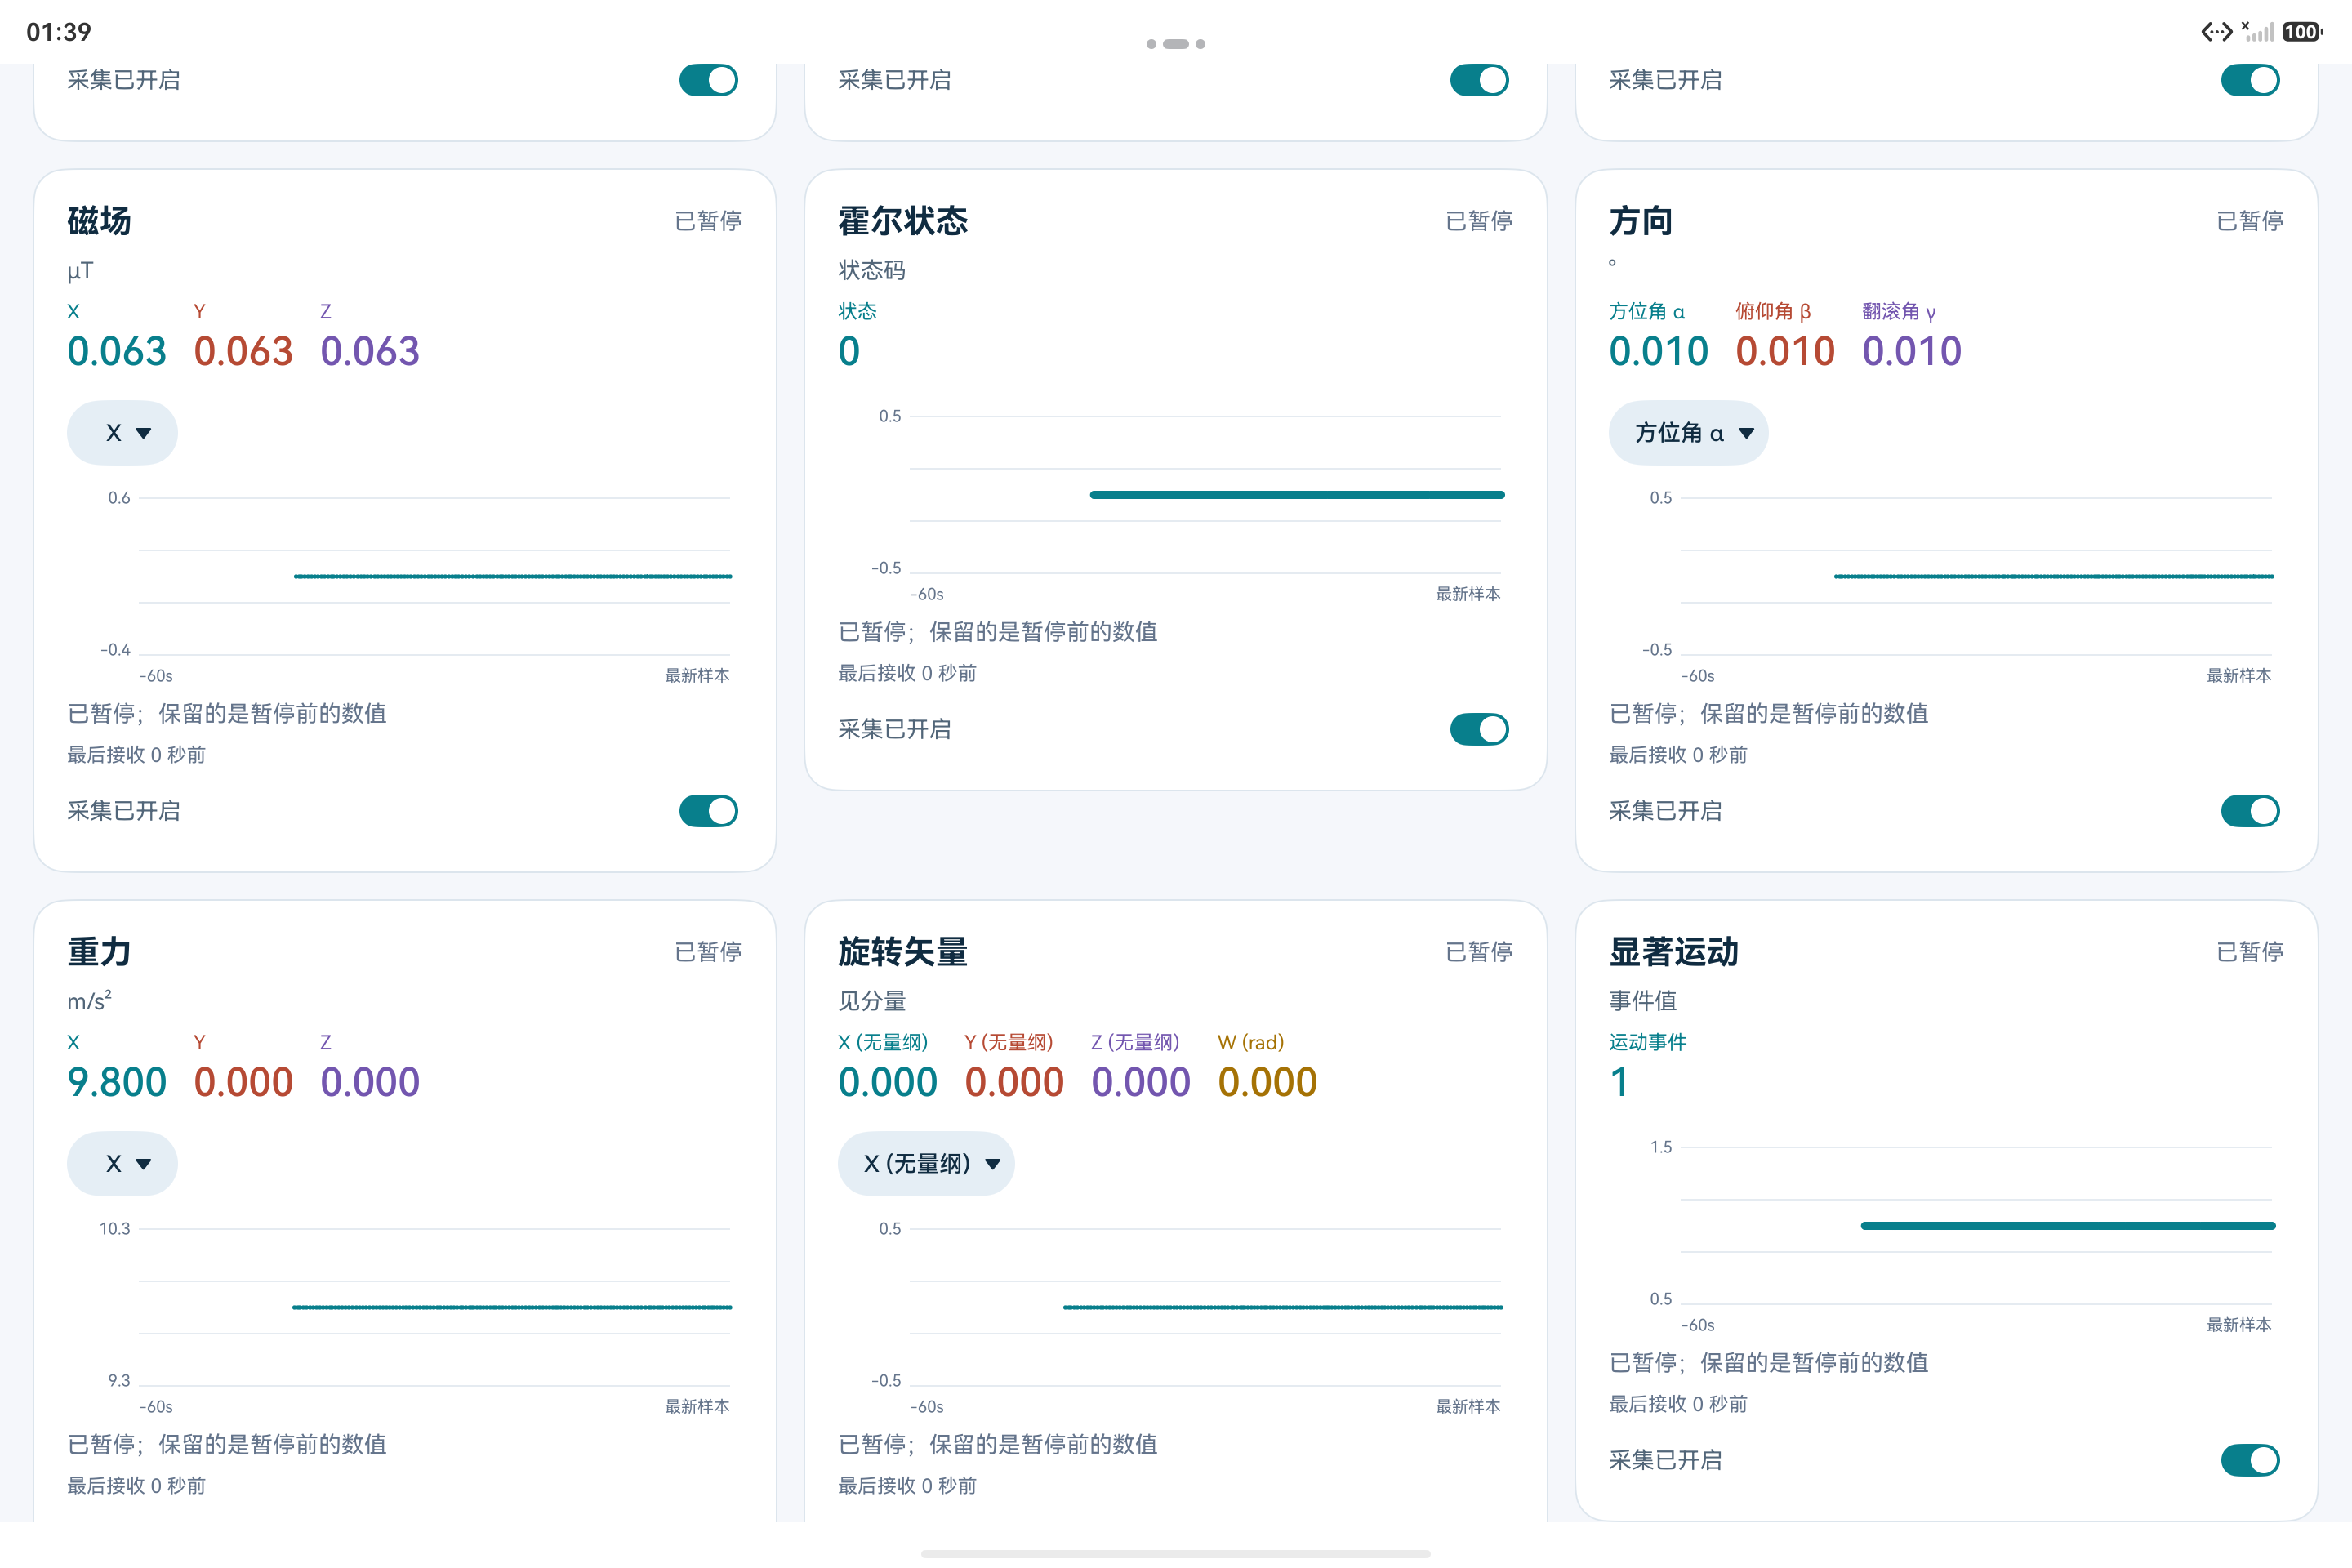 01:39
100
采集已开启
采集已开启
采集已开启
磁场
已暂停
μT
X Y Z
0.063 0.063 0.063
X
0.6
-0.4
-60s
最新样本
已暂停；保留的是暂停前的数值
最后接收 0 秒前
采集已开启
霍尔状态
已暂停
状态码
状态
0
0.5
-0.5
-60s
最新样本
已暂停；保留的是暂停前的数值
最后接收 0 秒前
采集已开启
方向
已暂停
°
方位角 α 俯仰角 β 翻滚角 γ
0.010 0.010 0.010
方位角 α
0.5
-0.5
-60s
最新样本
已暂停；保留的是暂停前的数值
最后接收 0 秒前
采集已开启
重力
已暂停
m/s²
X Y Z
9.800 0.000 0.000
X
10.3
9.3
-60s
最新样本
已暂停；保留的是暂停前的数值
最后接收 0 秒前
旋转矢量
已暂停
见分量
X (无量纲) Y (无量纲) Z (无量纲) W (rad)
0.000 0.000 0.000 0.000
X (无量纲)
0.5
-0.5
-60s
最新样本
已暂停；保留的是暂停前的数值
最后接收 0 秒前
显著运动
已暂停
事件值
运动事件
1
1.5
0.5
-60s
最新样本
已暂停；保留的是暂停前的数值
最后接收 0 秒前
采集已开启